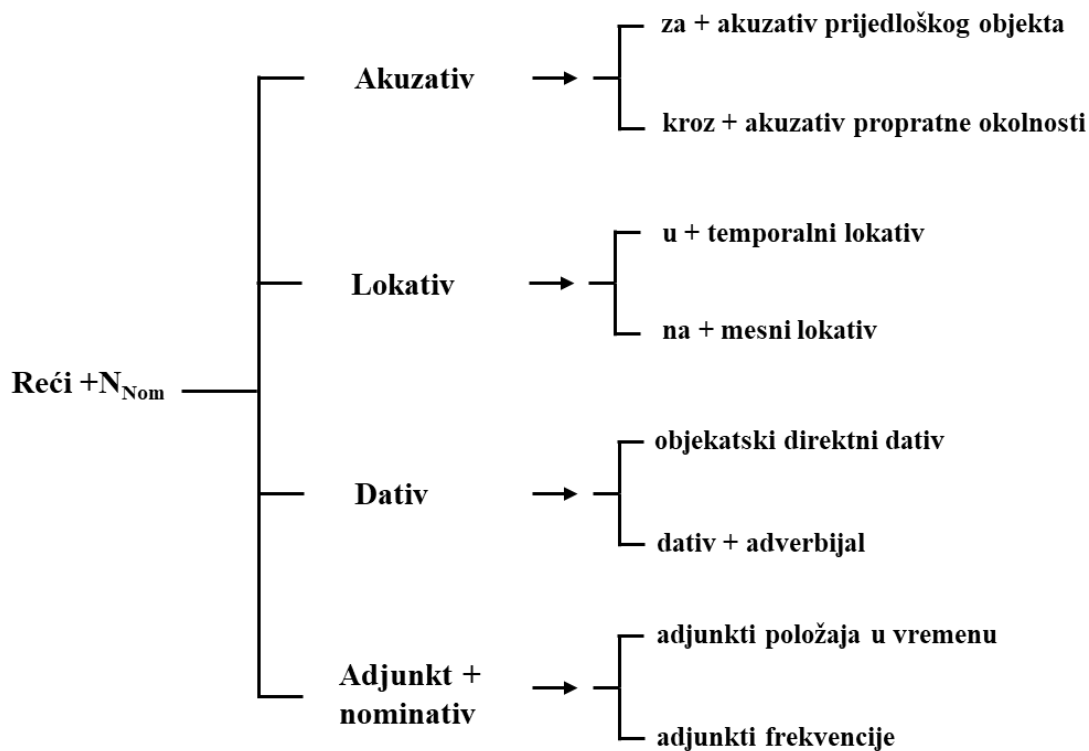 za + akuzativ prijedloškog objekta
Akuzativ
kroz + akuzativ propratne okolnosti
u + temporalni lokativ
Lokativ
na + mesni lokativ
Reći +N_Nom
objekatski direktni dativ
Dativ
dativ + adverbijal
adjunkti položaja u vremenu
Adjunkt +
nominativ
adjunkti frekvencije